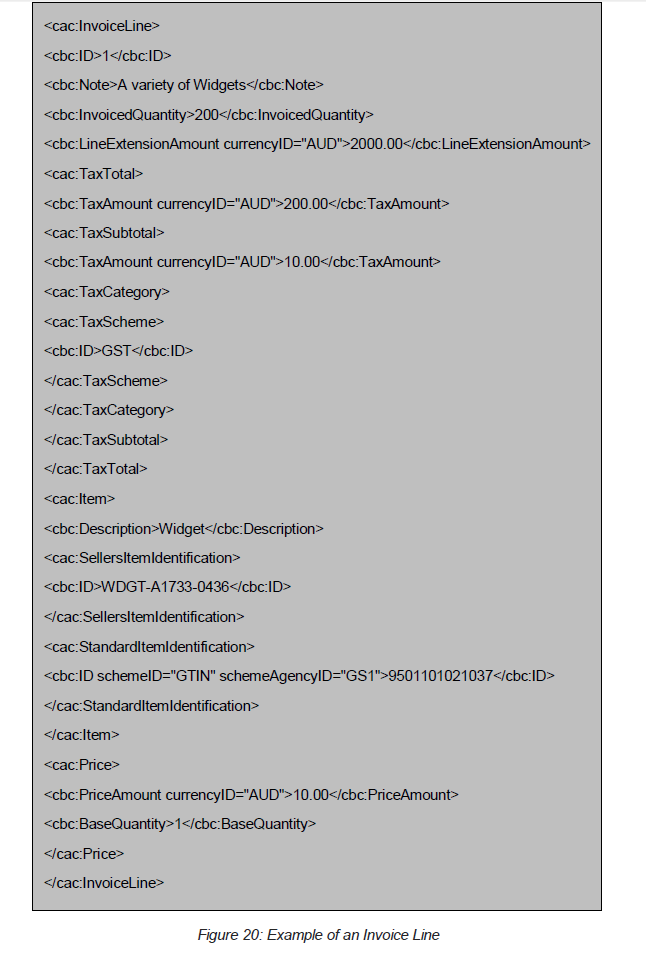 <cac:InvoiceLine>
<cbc:ID>1</cbc:ID>
<cbc:Note>A variety of Widgets</cbc:Note>
<cbc:InvoicedQuantity>200</cbc:InvoicedQuantity>
<cbc:LineExtensionAmount currencyID="AUD">2000.00</cbc:LineExtensionAmount>
<cac:TaxTotal>
<cbc:TaxAmount currencyID="AUD">200.00</cbc:TaxAmount>
<cac:TaxSubtotal>
<cbc:TaxAmount currencyID="AUD">10.00</cbc:TaxAmount>
<cac:TaxCategory>
<cac:TaxScheme>
<cbc:ID>GST</cbc:ID>
</cac:TaxScheme>
</cac:TaxCategory>
</cac:TaxSubtotal>
</cac:TaxTotal>
<cac:Item>
<cbc:Description>Widget</cbc:Description>
<cac:SellersItemIdentification>
<cbc:ID>WDGT-A1733-0436</cbc:ID>
</cac:SellersItemIdentification>
<cac:StandardItemIdentification>
<cbc:ID schemeID="GTIN" schemeAgencyID="GS1">9501101021037</cbc:ID>
</cac:StandardItemIdentification>
</cac:Item>
<cac:Price>
<cbc:PriceAmount currencyID="AUD">10.00</cbc:PriceAmount>
<cbc:BaseQuantity>1</cbc:BaseQuantity>
</cac:Price>
</cac:InvoiceLine>
Figure 20: Example of an Invoice Line